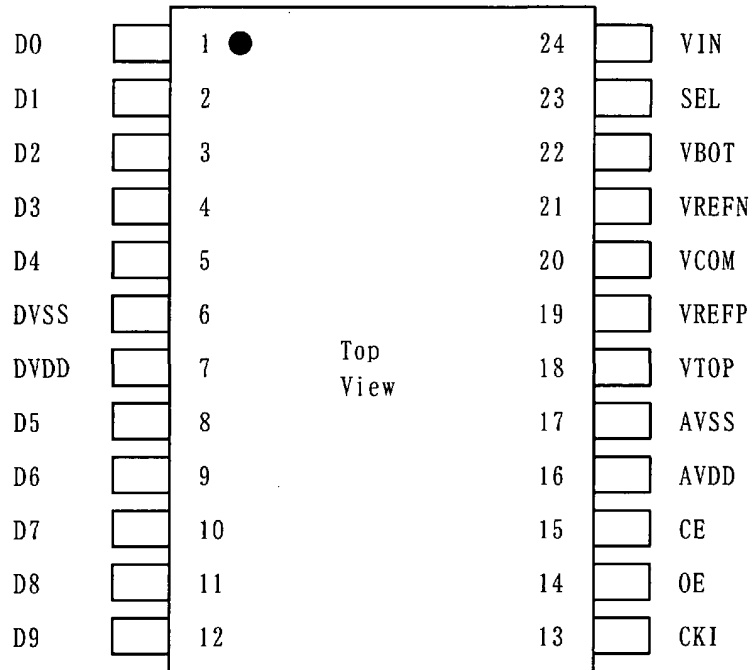 D0 1 24 VIN
D1 2 23 SEL
D2 3 22 VBOT
D3 4 21 VREFN
D4 5 20 VCOM
DVSS 6 19 VREFP
DVDD 7 Top 18 VTOP
View
D5 8 17 AVSS
D6 9 16 AVDD
D7 10 15 CE
D8 11 14 OE
D9 12 13 CKI